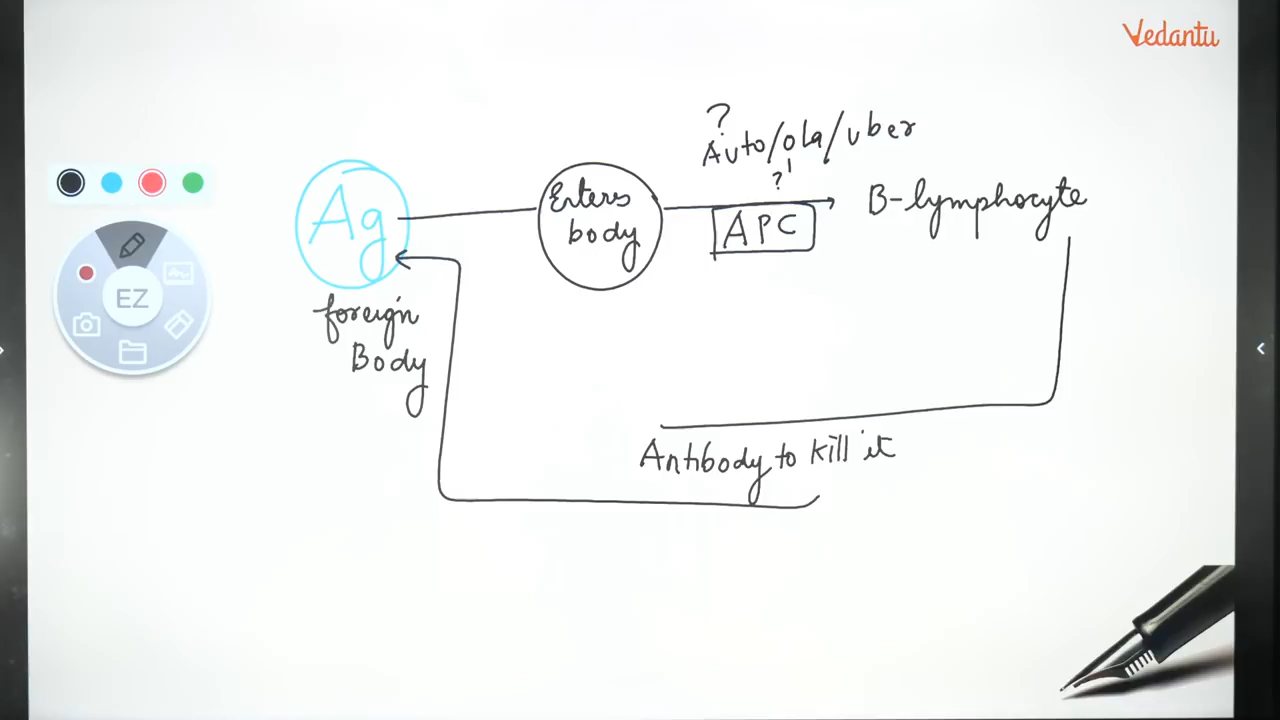 Vedantu
?
Auto/ola/uber
?
Ag
Enters
body
APC
B-lymphocyte
foreign
Body
EZ
Antibody to kill it